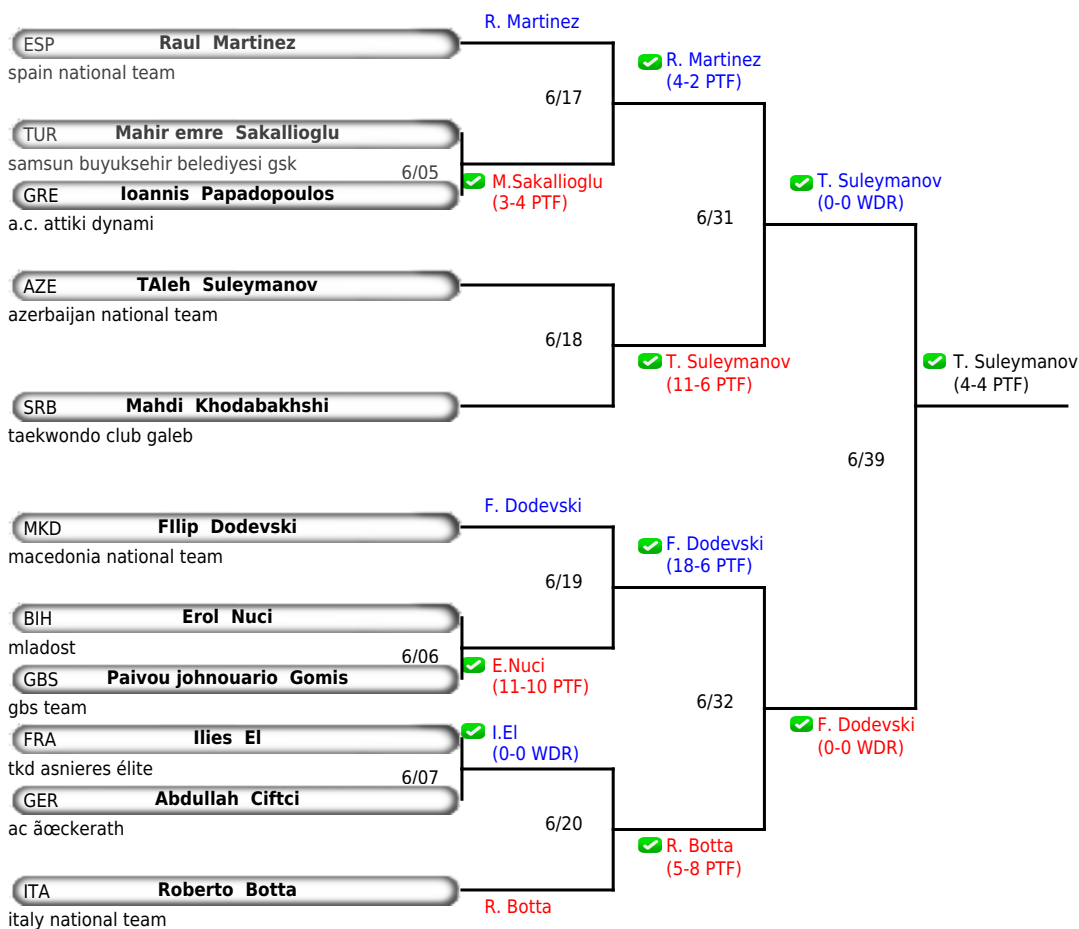 R. Martinez
ESP Raul Martinez
spain national team
R. Martinez
(4-2 PTF)
6/17
TUR Mahir emre Sakallioglu
samsun buyuksehir belediyesi gsk
6/05
M.Sakallioglu
(3-4 PTF)
GRE Ioannis Papadopoulos
a.c. attiki dynami
T. Suleymanov
(0-0 WDR)
6/31
AZE TAleh Suleymanov
azerbaijan national team
6/18
T. Suleymanov
(11-6 PTF)
T. Suleymanov
(4-4 PTF)
SRB Mahdi Khodabakhshi
taekwondo club galeb
6/39
F. Dodevski
MKD FIlip Dodevski
macedonia national team
F. Dodevski
(18-6 PTF)
6/19
BIH Erol Nuci
mladost
6/06
E.Nuci
(11-10 PTF)
GBS Paivou johnouario Gomis
gbs team
6/32
F. Dodevski
(0-0 WDR)
FRA Ilies El
I.El
(0-0 WDR)
tkd asnieres élite
6/07
GER Abdullah Ciftci
ac ãœckerath
6/20
R. Botta
(5-8 PTF)
ITA Roberto Botta
italy national team
R. Botta